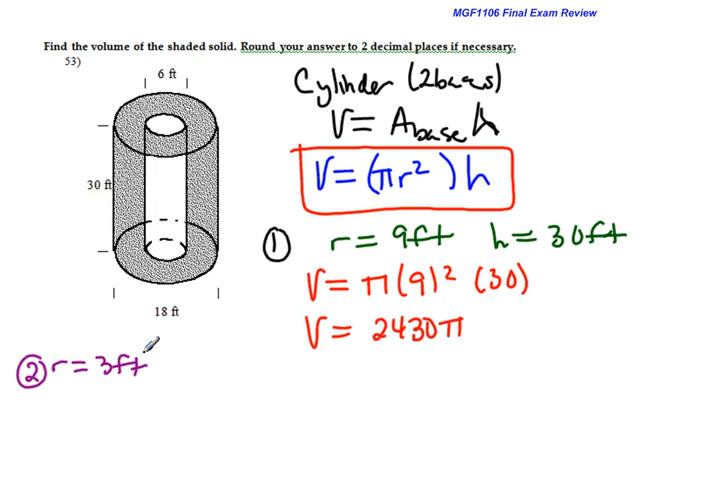 MGF1106 Final Exam Review
Find the volume of the shaded solid. Round your answer to 2 decimal places if necessary.
53)
6 ft
30 ft
18 ft
Cylinder (2 bases)
V = Abase h
V = (πr²) h
① r = 9ft h = 30ft
V = π(9)² (30)
V = 2430π
② r = 3ft